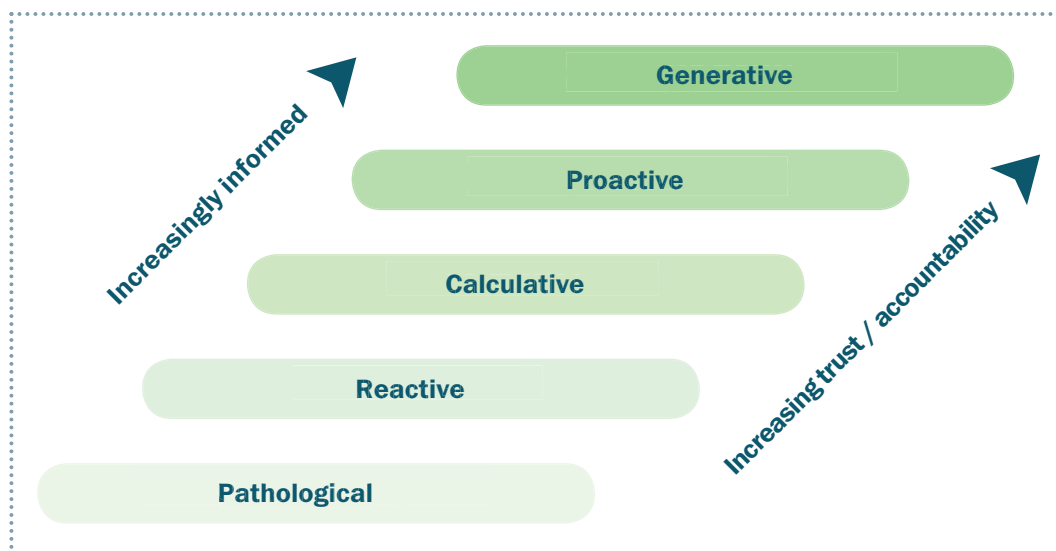 Generative
Increasingly informed
Proactive
Increasing trust / accountability
Calculative
Reactive
Pathological